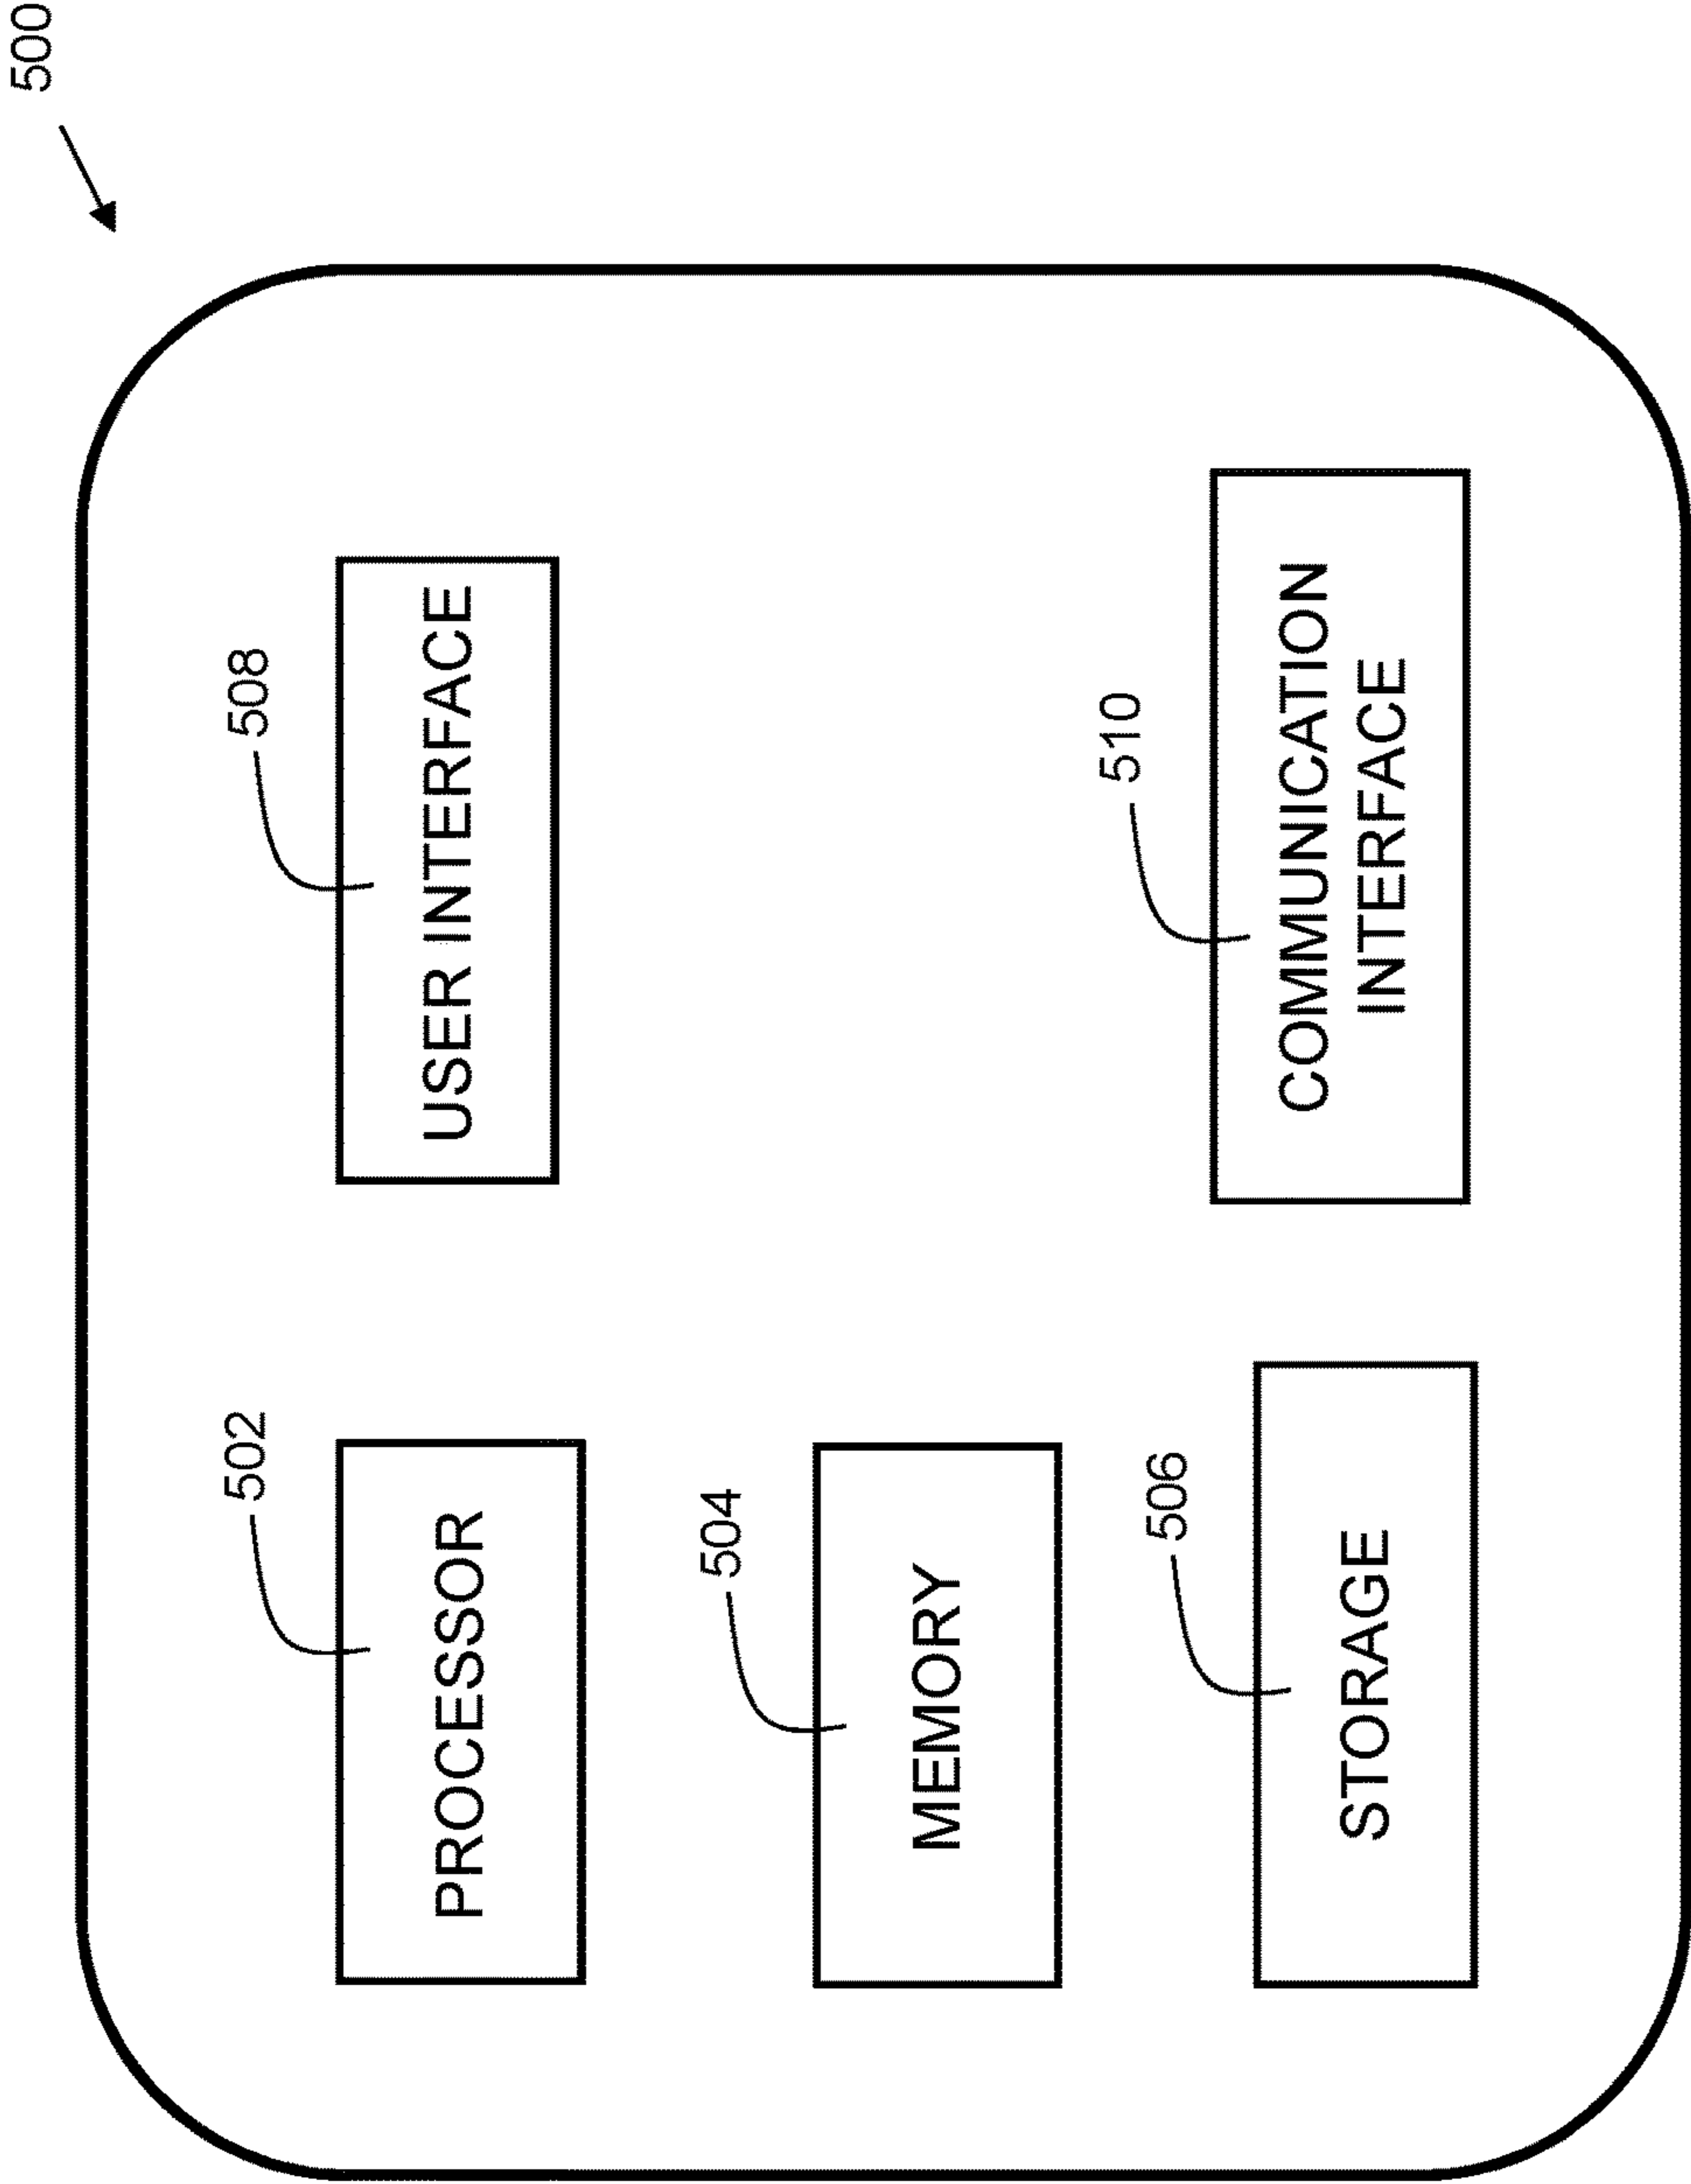 500
502
PROCESSOR
504
MEMORY
506
STORAGE
508
USER INTERFACE
510
COMMUNICATION
INTERFACE